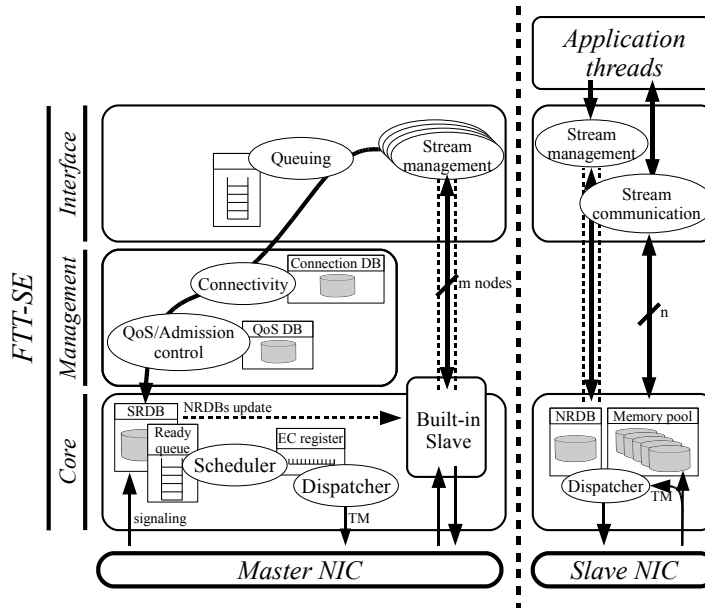 Application
threads
FTT-SE
Interface
Queuing
Stream
management
Stream
management
Stream
communication
Management
Connection DB
Connectivity
QoS/Admission
control
QoS DB
m nodes
n
Core
SRDB
NRDBs update
Ready
queue
Scheduler
EC register
Dispatcher
Built-in
Slave
signaling
TM
NRDB
Memory pool
Dispatcher
TM
Master NIC
Slave NIC